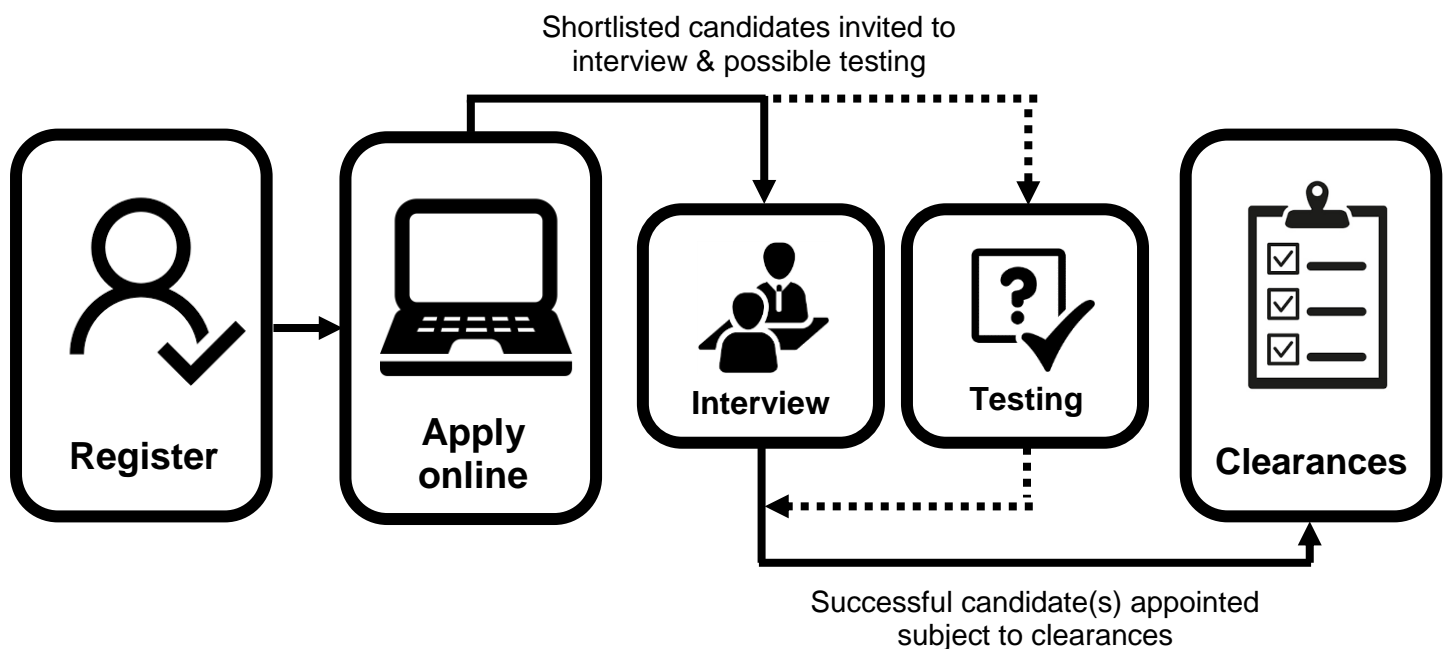 Shortlisted candidates invited to
interview & possible testing
Register
Apply
online
Interview
Testing
Clearances
Successful candidate(s) appointed
subject to clearances